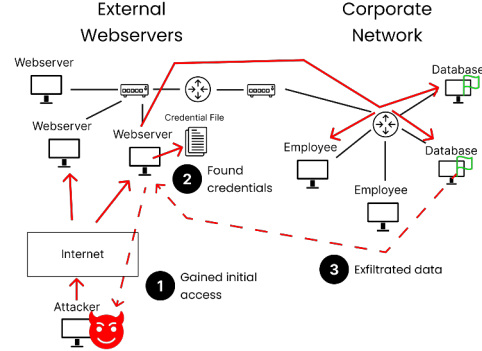 External
Webservers
Corporate
Network
Webserver
Database
Credential File
Webserver
Webserver
Employee
Database
2
Found
credentials
Employee
Internet
1
Gained initial
access
3
Exfiltrated data
Attacker